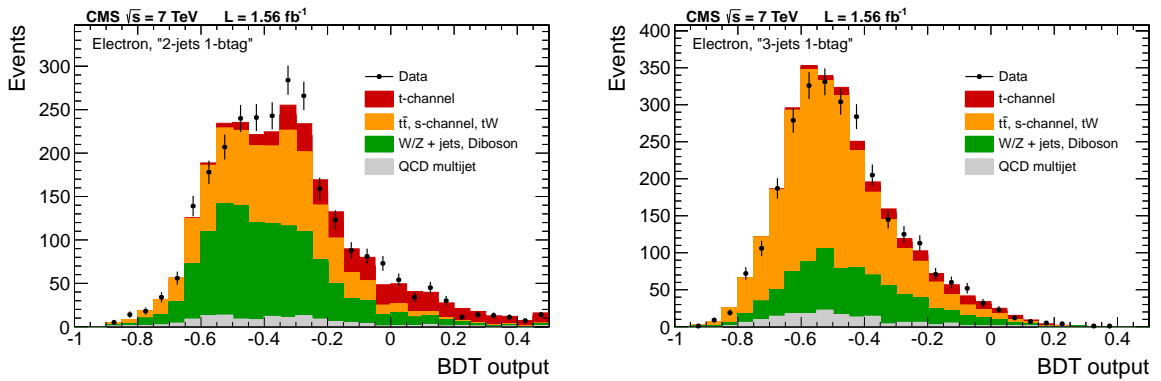 CMS √s = 7 TeV L = 1.56 fb⁻¹
Electron, "2-jets 1-btag"
Events
300
250
200
150
100
50
0
Data
t-channel
tt̄, s-channel, tW
W/Z + jets, Diboson
QCD multijet
-1 -0.8 -0.6 -0.4 -0.2 0 0.2 0.4
BDT output
CMS √s = 7 TeV L = 1.56 fb⁻¹
Electron, "3-jets 1-btag"
Events
400
350
300
250
200
150
100
50
0
Data
t-channel
tt̄, s-channel, tW
W/Z + jets, Diboson
QCD multijet
-1 -0.8 -0.6 -0.4 -0.2 0 0.2 0.4
BDT output